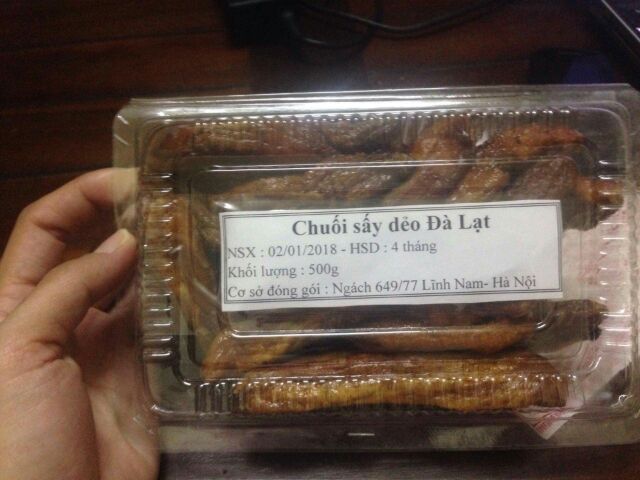 Chuối sấy dẻo Đà Lạt
NSX : 02/01/2018 - HSD : 4 tháng
Khối lượng : 500g
Cơ sở đóng gói : Ngách 649/77 Lĩnh Nam- Hà Nội